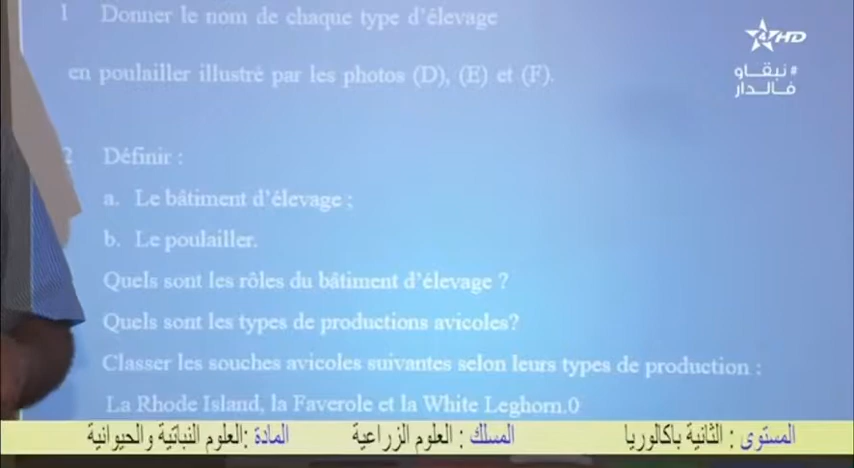 1 Donner le nom de chaque type d'élevage
HD
#نبقاو
فالدار
en poulailler illustré par les photos (D), (E) et (F).
2 Définir :
a. Le bâtiment d'élevage ;
b. Le poulailler.
Quels sont les rôles du bâtiment d'élevage ?
Quels sont les types de productions avicoles?
Classer les souches avicoles suivantes selon leurs types de production :
La Rhode Island, la Faverole et la White Leghorn.0
المستوى : الثانية باكالوريا المسلك : العلوم الزراعية المادة :العلوم النباتية والحيوانية